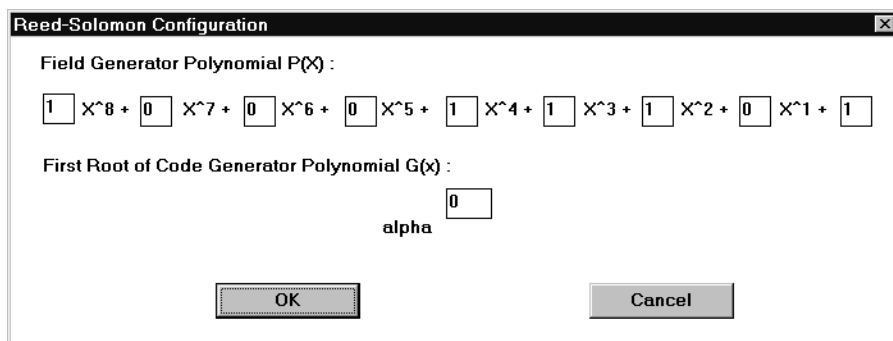 Reed-Solomon Configuration
Field Generator Polynomial P(X) :
1 X^8 + 0 X^7 + 0 X^6 + 0 X^5 + 1 X^4 + 1 X^3 + 1 X^2 + 0 X^1 + 1
First Root of Code Generator Polynomial G(x) :
0
alpha
OK Cancel